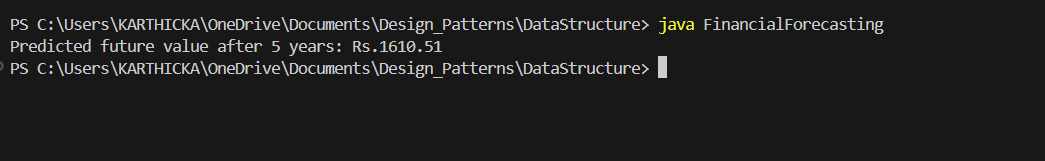 PS C:\Users\KARTHICKA\OneDrive\Documents\Design_Patterns\DataStructure> java FinancialForecasting
Predicted future value after 5 years: Rs.1610.51
PS C:\Users\KARTHICKA\OneDrive\Documents\Design_Patterns\DataStructure>